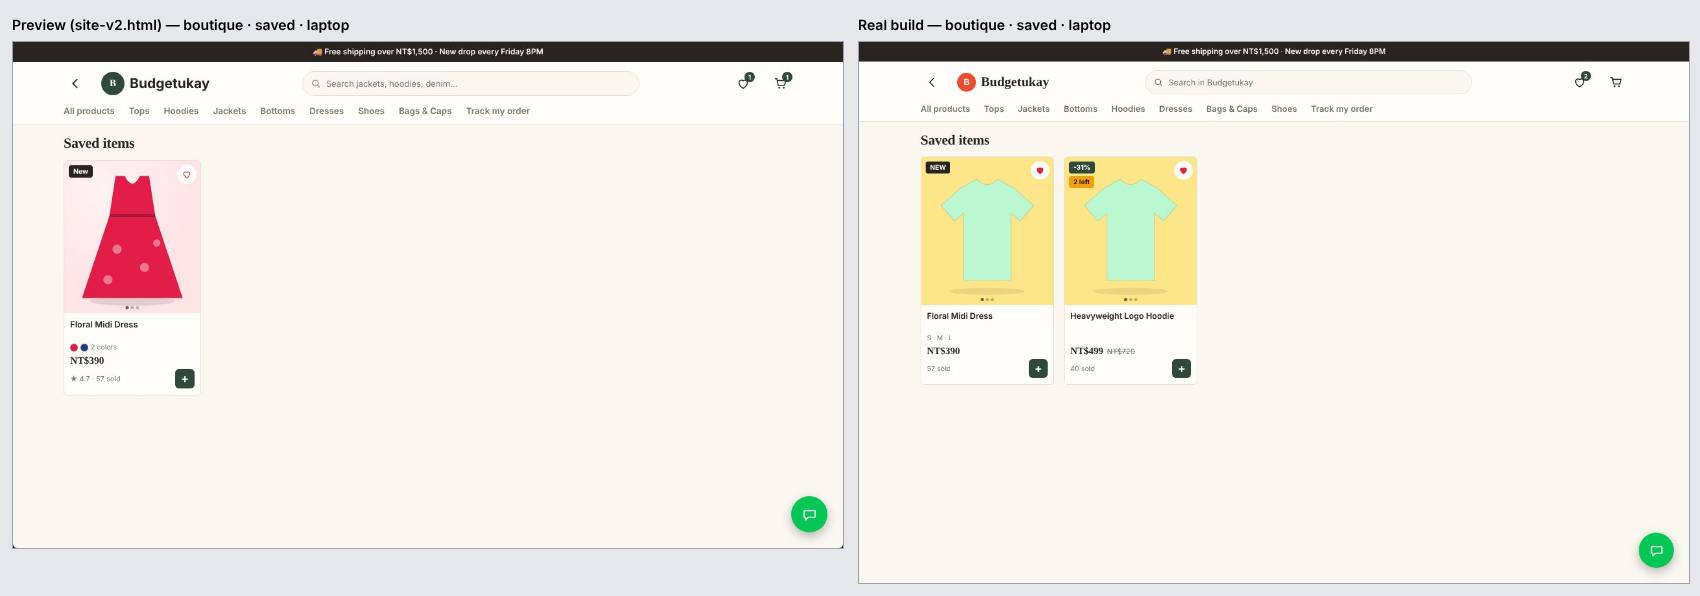 Preview (site-v2.html) — boutique · saved · laptop
🚚 Free shipping over NT$1,500 · New drop every Friday 8PM
B Budgetukay
Search jackets, hoodies, denim...
1
1
All products Tops Hoodies Jackets Bottoms Dresses Shoes Bags & Caps Track my order
Saved items
New
Floral Midi Dress
2 colors
NT$390
★ 4.7 · 57 sold
+
Real build — boutique · saved · laptop
🚚 Free shipping over NT$1,500 · New drop every Friday 8PM
B Budgetukay
Search in Budgetukay
2
All products Tops Jackets Bottoms Hoodies Dresses Bags & Caps Shoes Track my order
Saved items
NEW
Floral Midi Dress
S · M · L
NT$390
57 sold
+
-31%
2 left
Heavyweight Logo Hoodie
NT$499 NT$720
40 sold
+